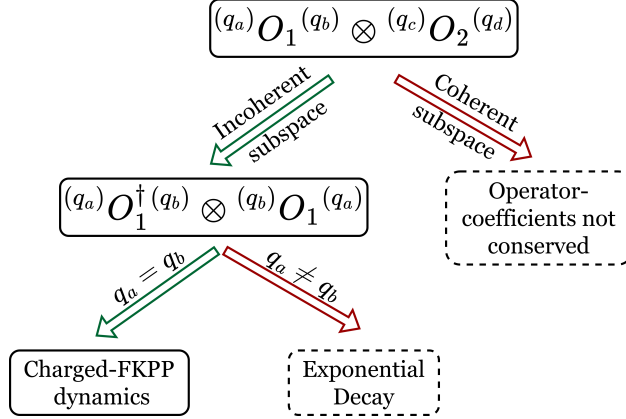 $^{(q_a)}O_1{}^{(q_b)} \otimes {}^{(q_c)}O_2{}^{(q_d)}$
Incoherent
subspace
Coherent
subspace
$^{(q_a)}O_1^{\dagger\,(q_b)} \otimes {}^{(q_b)}O_1{}^{(q_a)}$
Operator-
coefficients not
conserved
$q_a = q_b$
$q_a \neq q_b$
Charged-FKPP
dynamics
Exponential
Decay